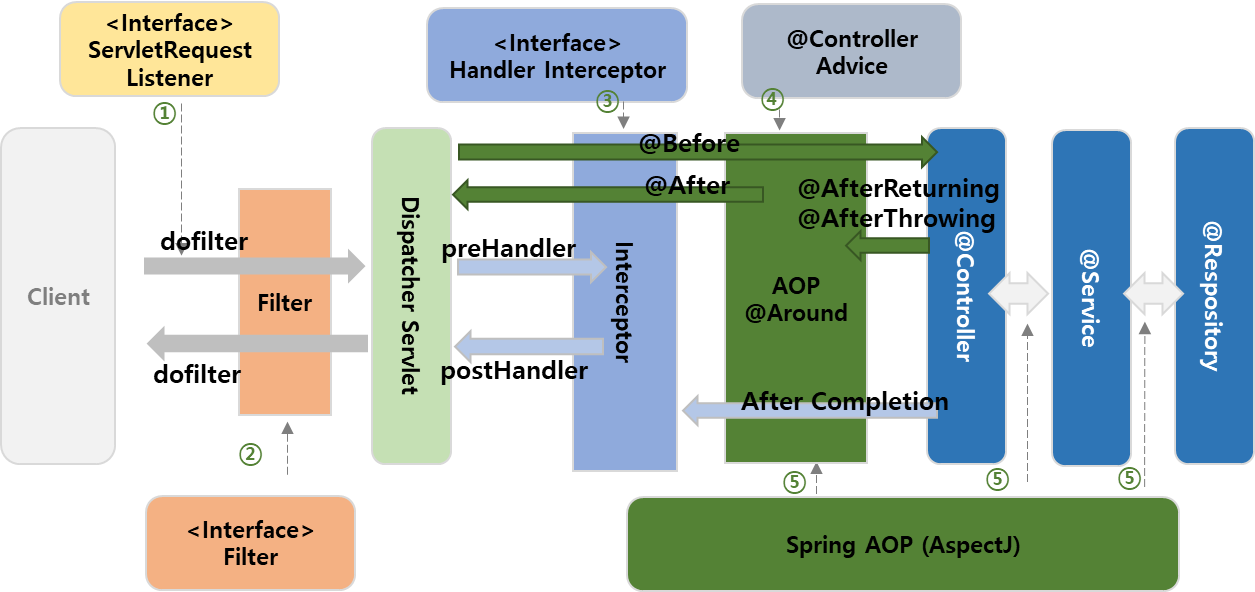 <Interface>
ServletRequest
Listener
<Interface>
Handler Interceptor
@Controller
Advice
①
③
④
Client
dofilter
Filter
dofilter
②
<Interface>
Filter
Dispatcher Servlet
@Before
@After
@AfterReturning
@AfterThrowing
preHandler
Interceptor
postHandler
AOP
@Around
After Completion
@Controller
@Service
@Respository
⑤
⑤
⑤
Spring AOP (AspectJ)